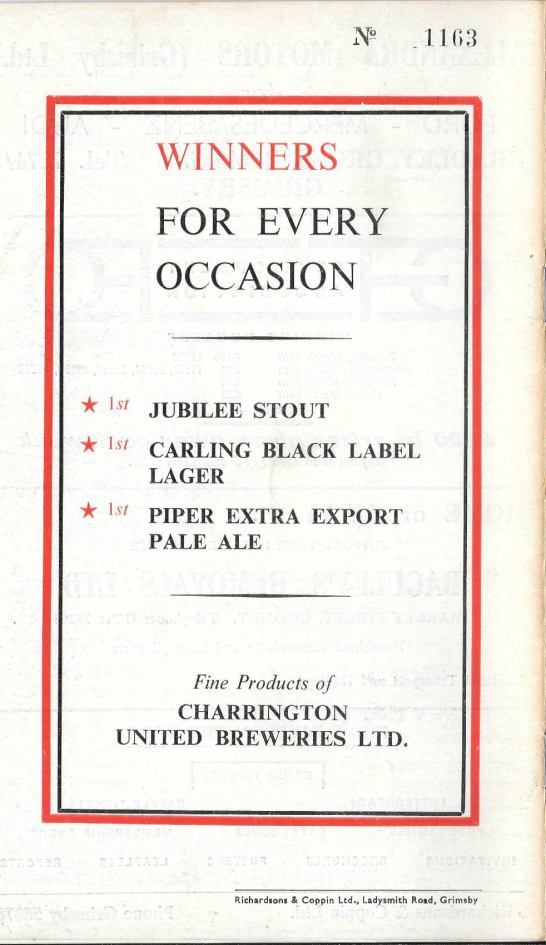 № 1163
WINNERS
FOR EVERY
OCCASION
★ 1st JUBILEE STOUT
★ 1st CARLING BLACK LABEL
LAGER
★ 1st PIPER EXTRA EXPORT
PALE ALE
Fine Products of
CHARRINGTON
UNITED BREWERIES LTD.
Richardsons & Coppin Ltd., Ladysmith Road, Grimsby